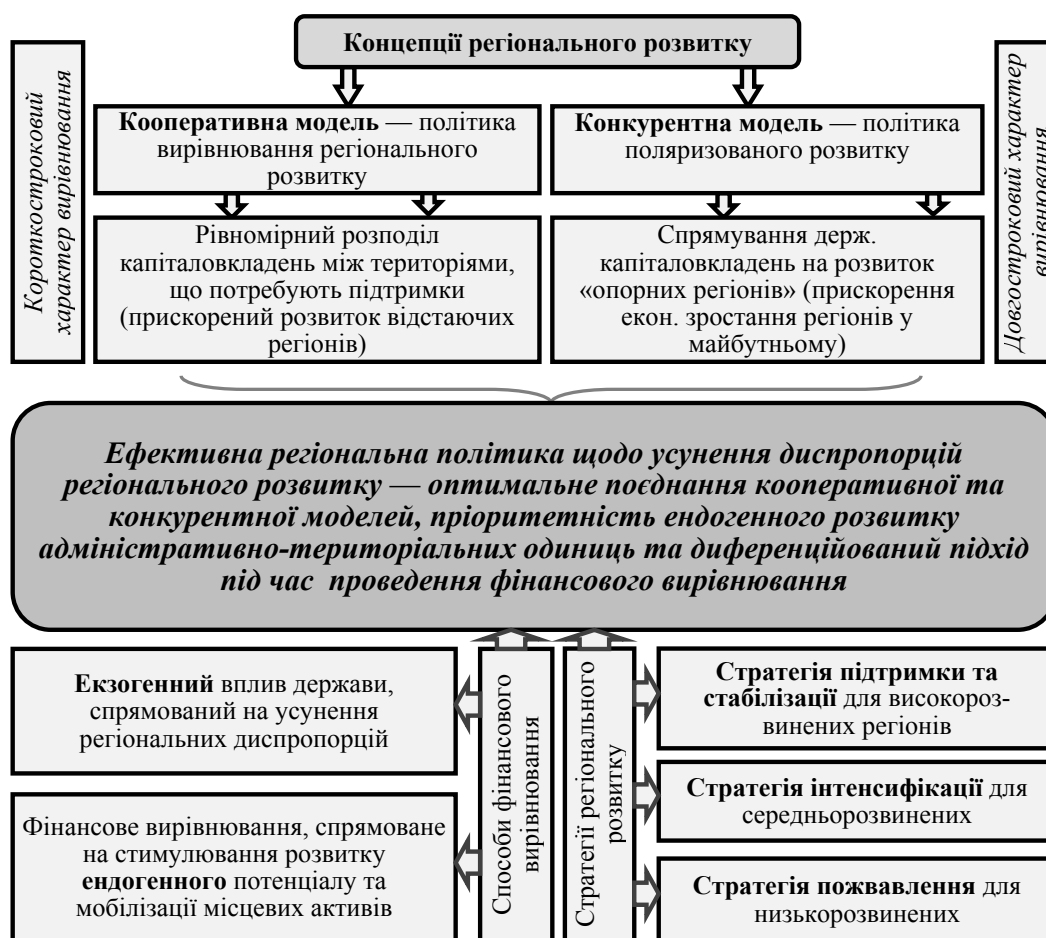 Концепції регіонального розвитку
Короткостроковий
характер вирівнювання
Кооперативна модель — політика
вирівнювання регіонального
розвитку
Конкурентна модель — політика
поляризованого розвитку
Довгостроковий характер
вирівнювання
Рівномірний розподіл
капіталовкладень між територіями,
що потребують підтримки
(прискорений розвиток відстаючих
регіонів)
Спрямування держ.
капіталовкладень на розвиток
«опорних регіонів» (прискорення
екон. зростання регіонів у
майбутньому)
Ефективна регіональна політика щодо усунення диспропорцій
регіонального розвитку — оптимальне поєднання кооперативної та
конкурентної моделей, пріоритетність ендогенного розвитку
адміністративно-територіальних одиниць та диференційований підхід
під час проведення фінансового вирівнювання
Екзогенний вплив держави,
спрямований на усунення
регіональних диспропорцій
Фінансове вирівнювання, спрямоване
на стимулювання розвитку
ендогенного потенціалу та
мобілізації місцевих активів
Способи фінансового
вирівнювання
Стратегії регіонального
розвитку
Стратегія підтримки та
стабілізації для високороз-
винених регіонів
Стратегія інтенсифікації для
середньорозвинених
Стратегія пожвавлення для
низькорозвинених